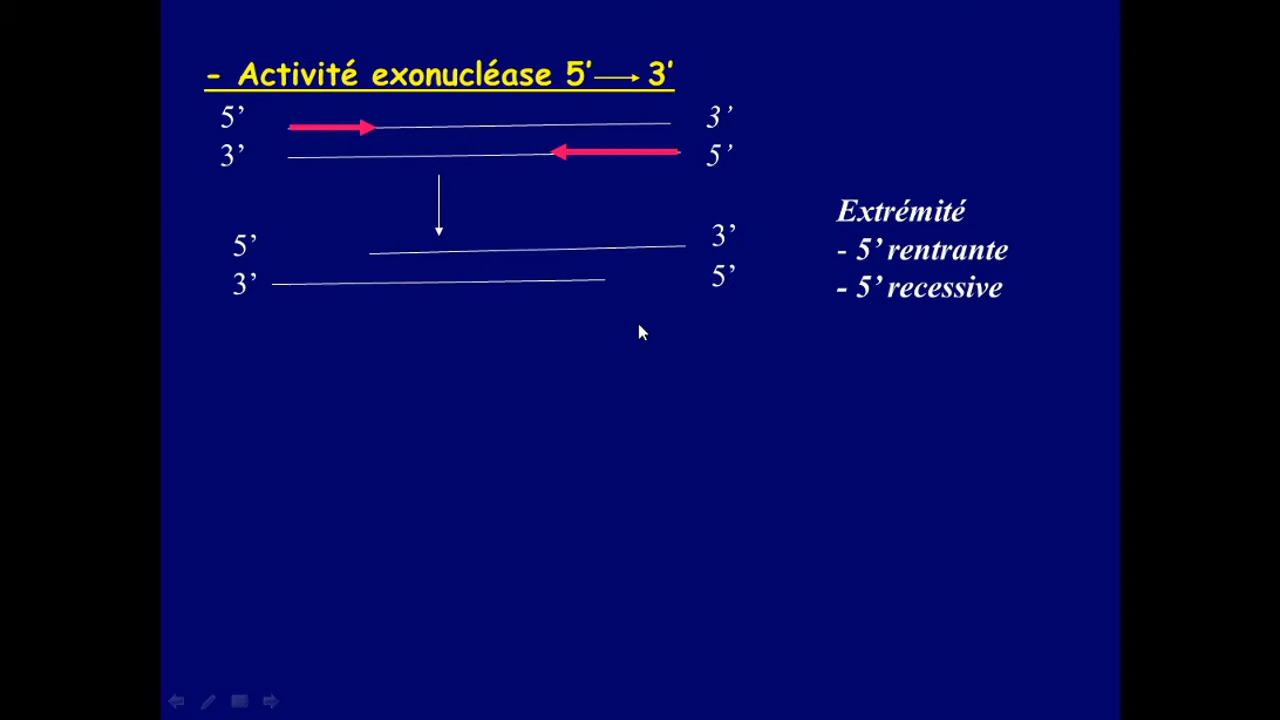 - Activité exonucléase 5’ 3’
5’ 3’
3’ 5’
5’ 3’
3’ 5’
Extrémité
- 5’ rentrante
- 5’ recessive